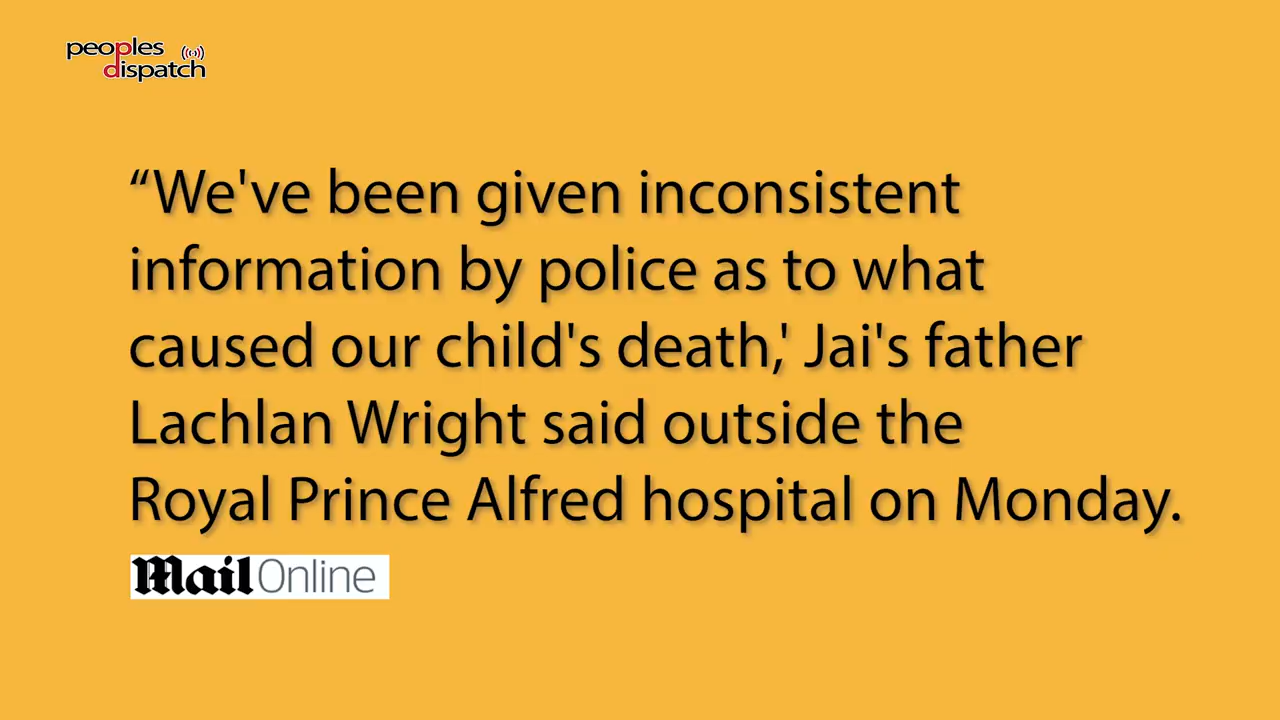 peoples
dispatch
“We've been given inconsistent
information by police as to what
caused our child's death,' Jai's father
Lachlan Wright said outside the
Royal Prince Alfred hospital on Monday.
Mail Online